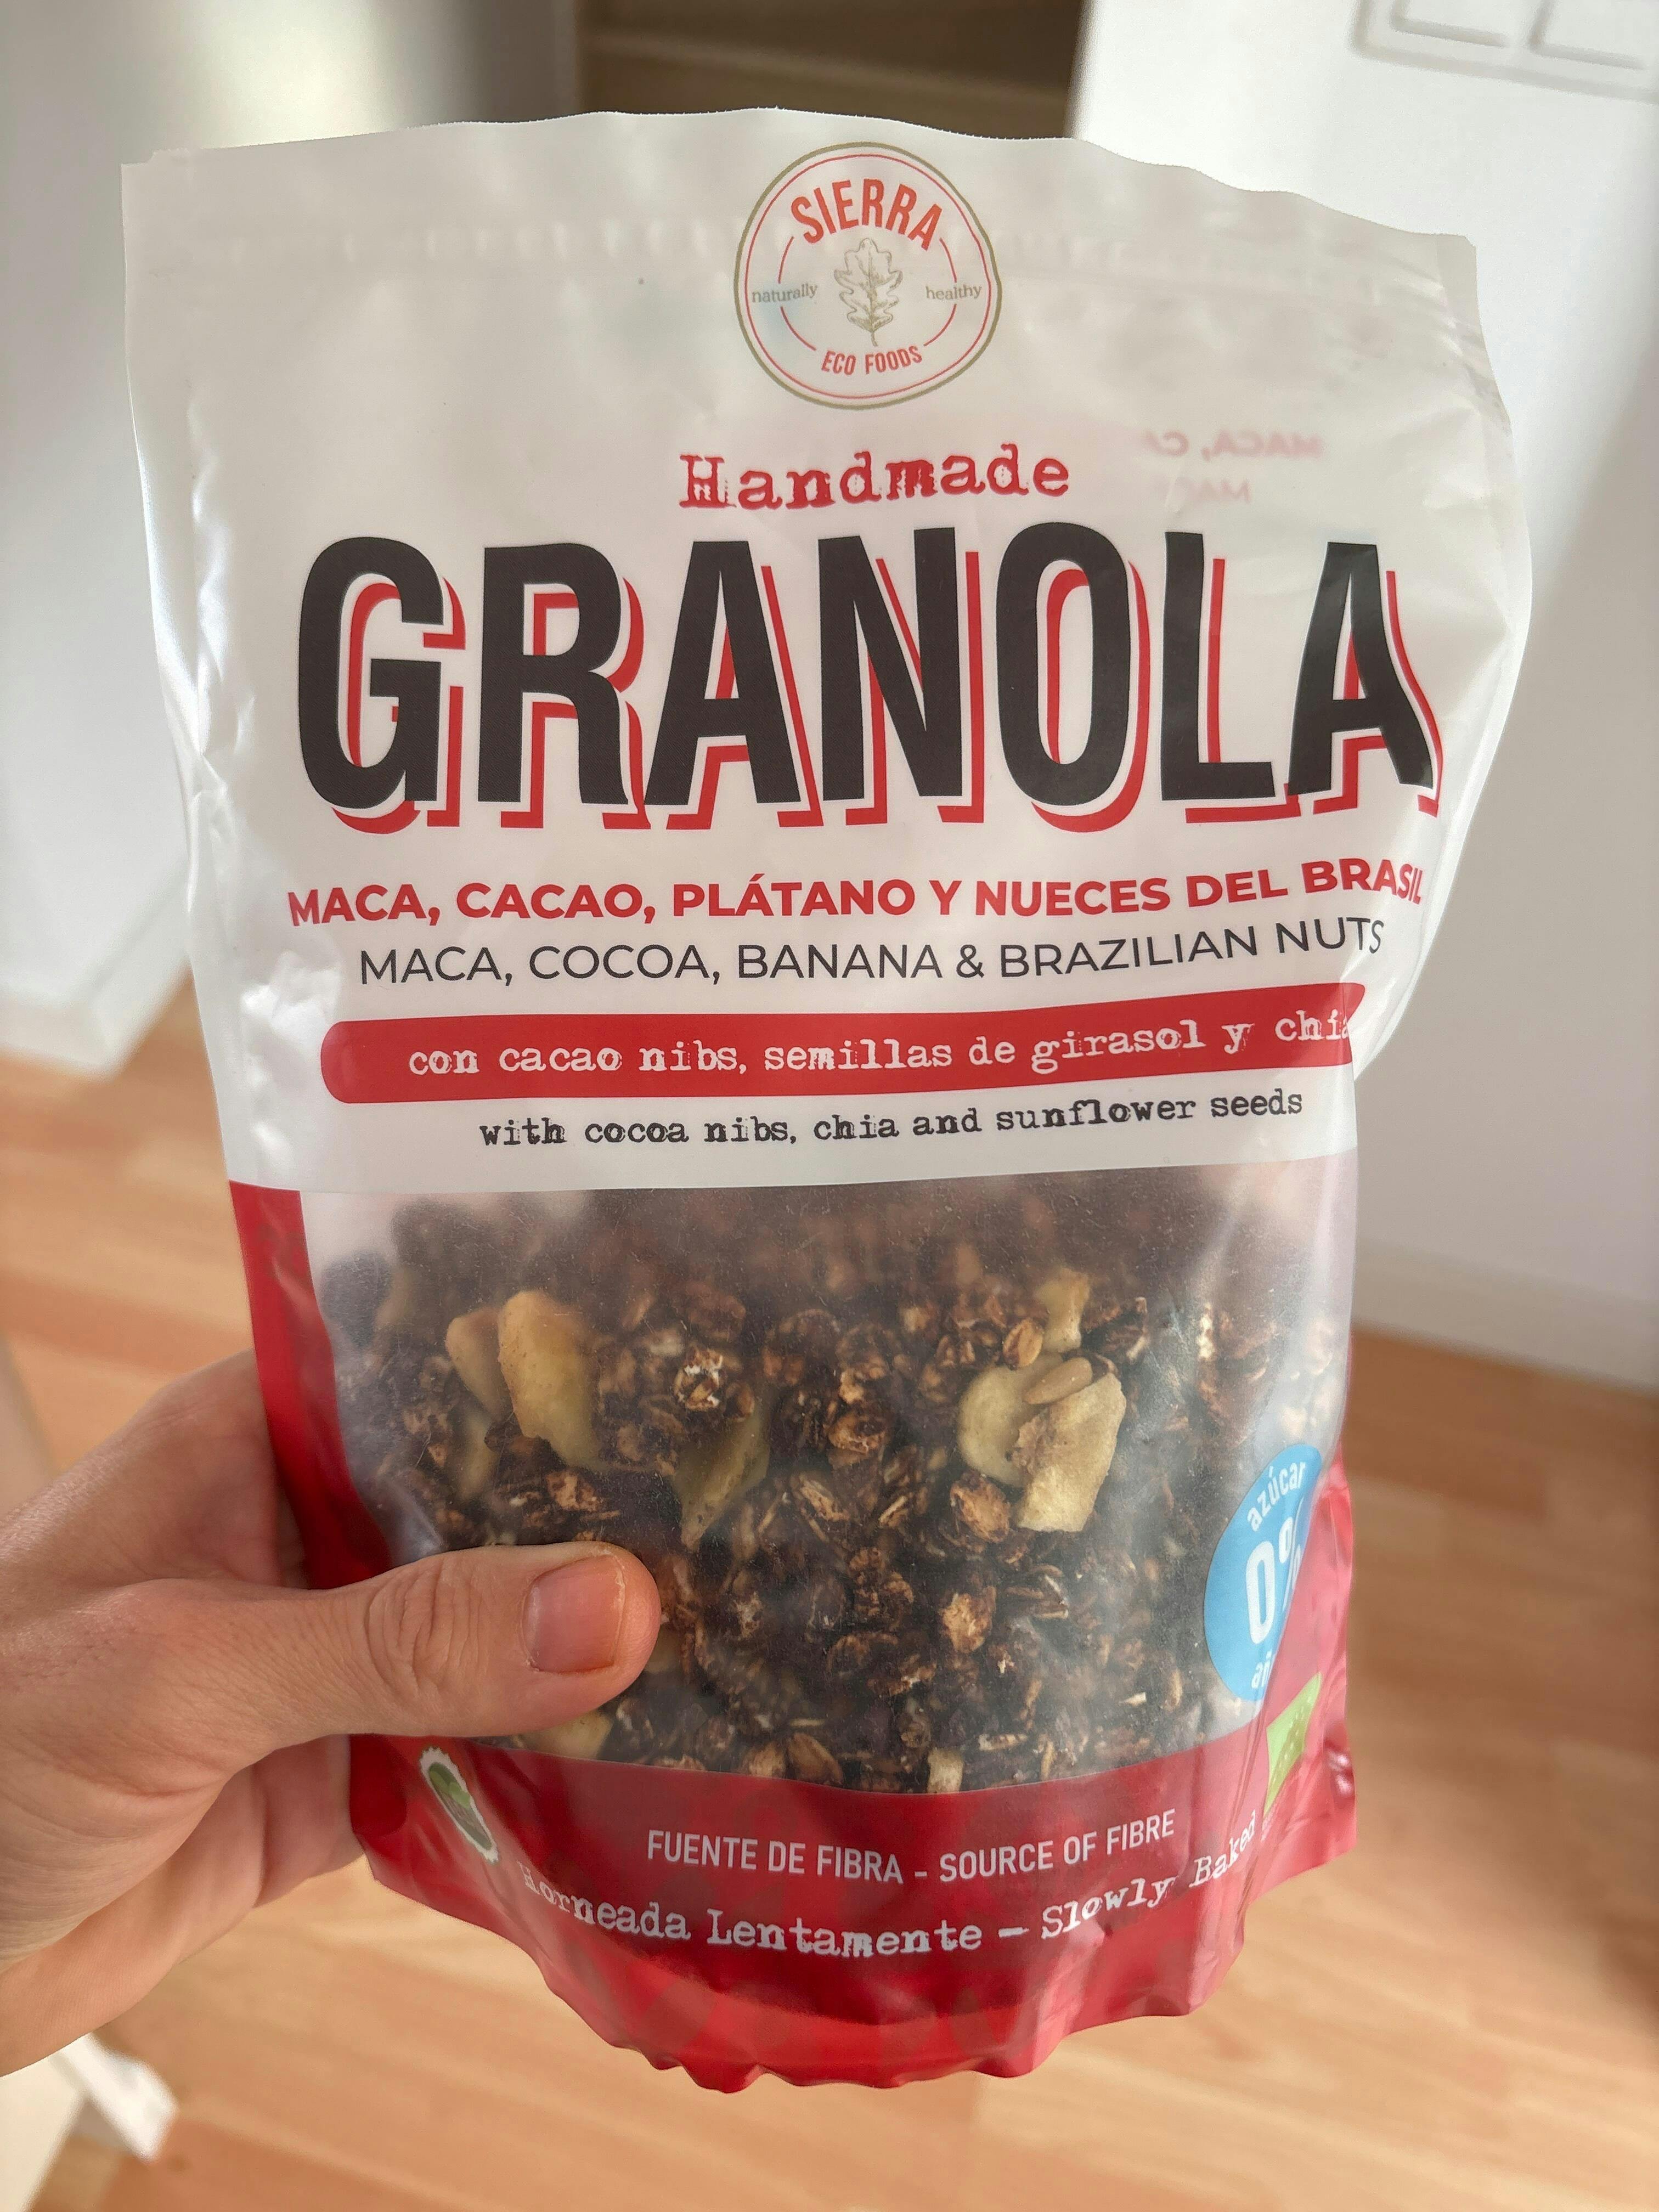 SIERRA
naturally healthy
ECO FOODS
Handmade
GRANOLA
MACA, CACAO, PLÁTANO Y NUECES DEL BRASIL
MACA, COCOA, BANANA & BRAZILIAN NUTS
con cacao nibs, semillas de girasol y chía
with cocoa nibs, chia and sunflower seeds
azúcar
0%
FUENTE DE FIBRA - SOURCE OF FIBRE
Horneada Lentamente - Slowly Baked